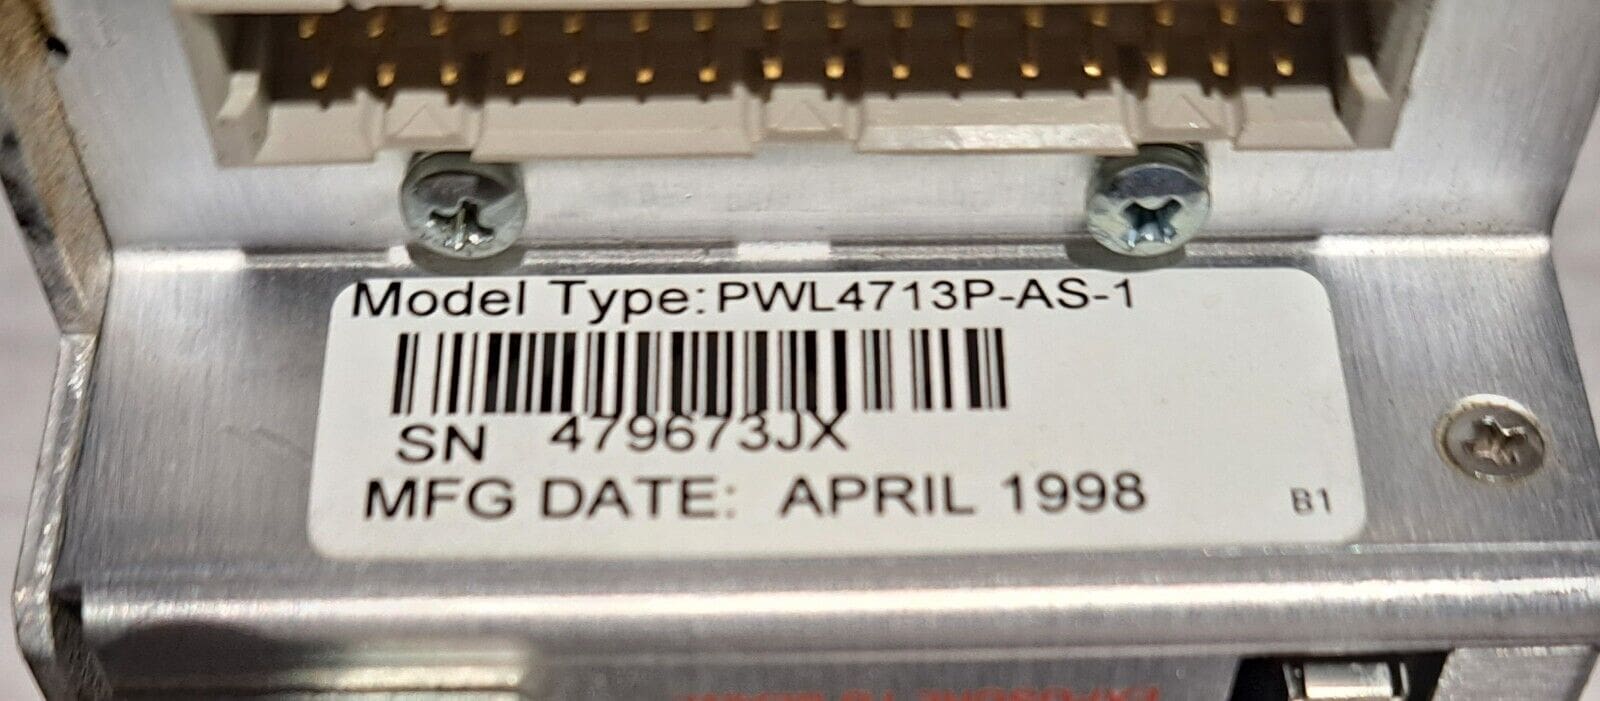 Model Type:PWL4713P-AS-1
SN 479673JX
MFG DATE: APRIL 1998
B1